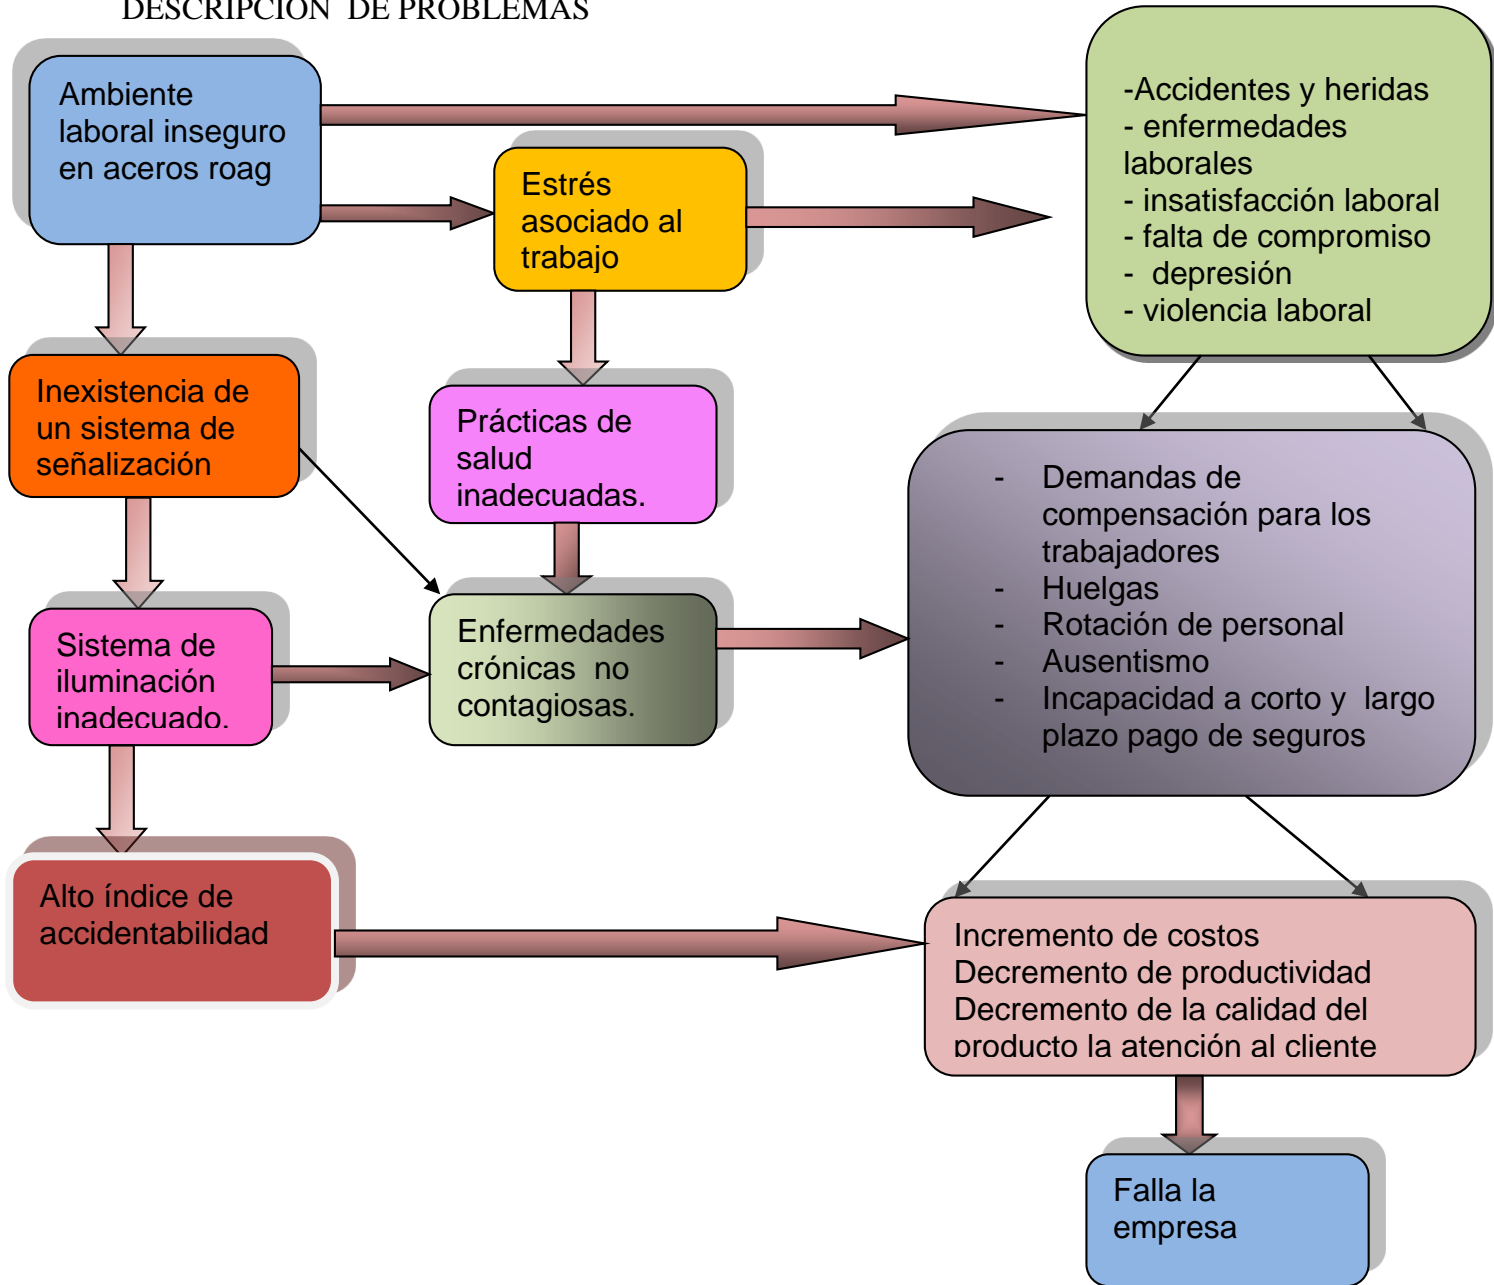 DESCRIPCION DE PROBLEMAS
Ambiente
laboral inseguro
en aceros roag
-Accidentes y heridas
- enfermedades
laborales
- insatisfacción laboral
- falta de compromiso
- depresión
- violencia laboral
Estrés
asociado al
trabajo
Inexistencia de
un sistema de
señalización
Prácticas de
salud
inadecuadas.
- Demandas de
compensación para los
trabajadores
- Huelgas
- Rotación de personal
- Ausentismo
- Incapacidad a corto y largo
plazo pago de seguros
Sistema de
iluminación
inadecuado.
Enfermedades
crónicas no
contagiosas.
Alto índice de
accidentabilidad
Incremento de costos
Decremento de productividad
Decremento de la calidad del
producto la atención al cliente
Falla la
empresa